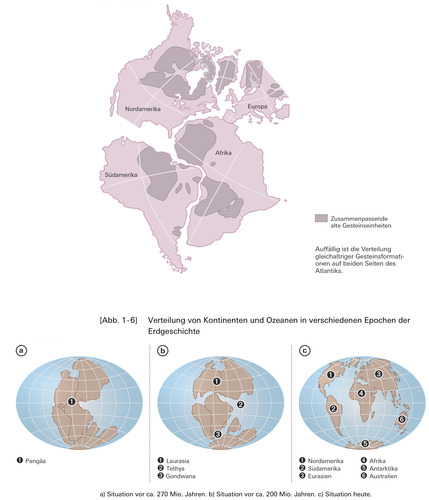 Nordamerika
Europa
Afrika
Südamerika
Zusammenpassende
alte Gesteinseinheiten
Auffällig ist die Verteilung
gleichaltriger Gesteinsformati-
onen auf beiden Seiten des
Atlantiks.
[Abb. 1-6] Verteilung von Kontinenten und Ozeanen in verschiedenen Epochen der
Erdgeschichte
a
b
c
1
1
2
3
1
2
3
4
5
6
1 Pangäa
1 Laurasia
2 Tethys
3 Gondwana
1 Nordamerika
2 Südamerika
3 Eurasien
4 Afrika
5 Antarktika
6 Australien
a) Situation vor ca. 270 Mio. Jahren. b) Situation vor ca. 200 Mio. Jahren. c) Situation heute.